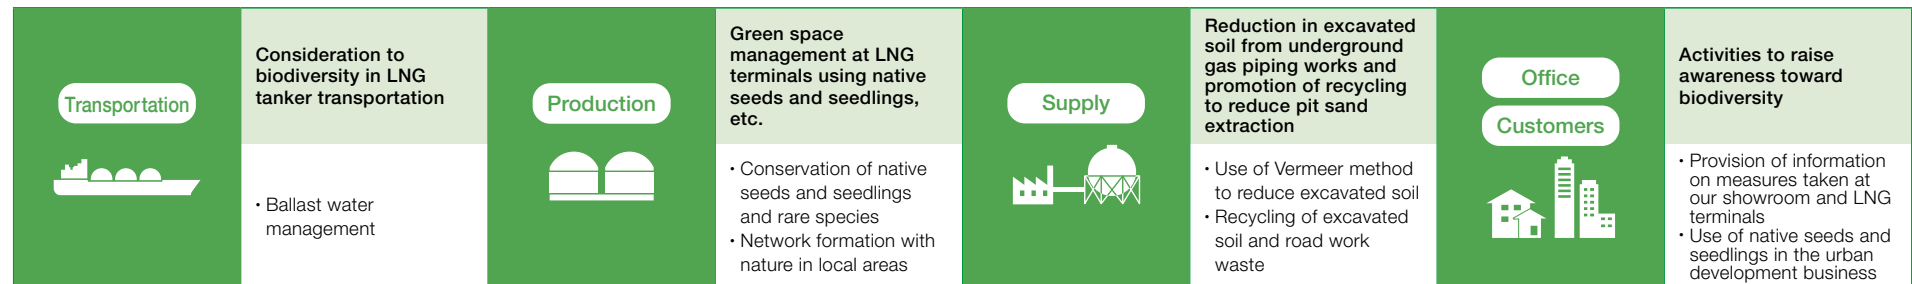 Transportation
Consideration to
biodiversity in LNG
tanker transportation
・Ballast water
management
Production
Green space
management at LNG
terminals using native
seeds and seedlings,
etc.
・Conservation of native
seeds and seedlings
and rare species
・Network formation with
nature in local areas
Supply
Reduction in excavated
soil from underground
gas piping works and
promotion of recycling
to reduce pit sand
extraction
・Use of Vermeer method
to reduce excavated soil
・Recycling of excavated
soil and road work
waste
Office
Customers
Activities to raise
awareness toward
biodiversity
・Provision of information
on measures taken at
our showroom and LNG
terminals
・Use of native seeds and
seedlings in the urban
development business